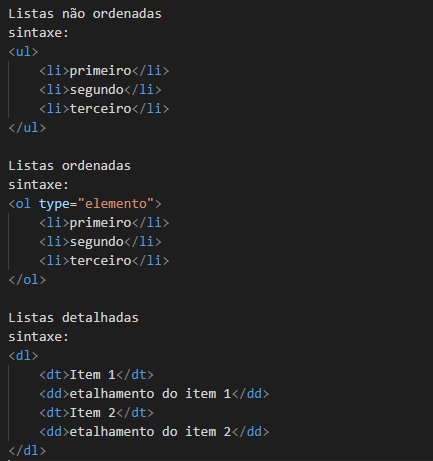 Listas não ordenadas
sintaxe:
<ul>
    <li>primeiro</li>
    <li>segundo</li>
    <li>terceiro</li>
</ul>

Listas ordenadas
sintaxe:
<ol type="elemento">
    <li>primeiro</li>
    <li>segundo</li>
    <li>terceiro</li>
</ol>

Listas detalhadas
sintaxe:
<dl>
    <dt>Item 1</dt>
    <dd>etalhamento do item 1</dd>
    <dt>Item 2</dt>
    <dd>etalhamento do item 2</dd>
</dl>